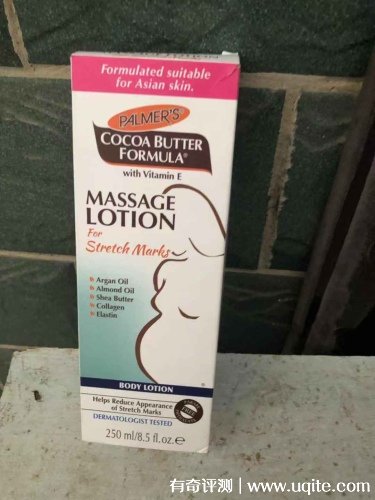 Formulated suitable
for Asian skin.
PALMER'S
COCOA BUTTER
FORMULA®
with Vitamin E
MASSAGE
LOTION
For
Stretch Marks
Argan Oil
Almond Oil
Shea Butter
Collagen
Elastin
BODY LOTION
Helps Reduce Appearance
of Stretch Marks
DERMATOLOGIST TESTED
250 ml/8.5 fl.oz.℮
有奇评测 | www.uqite.com